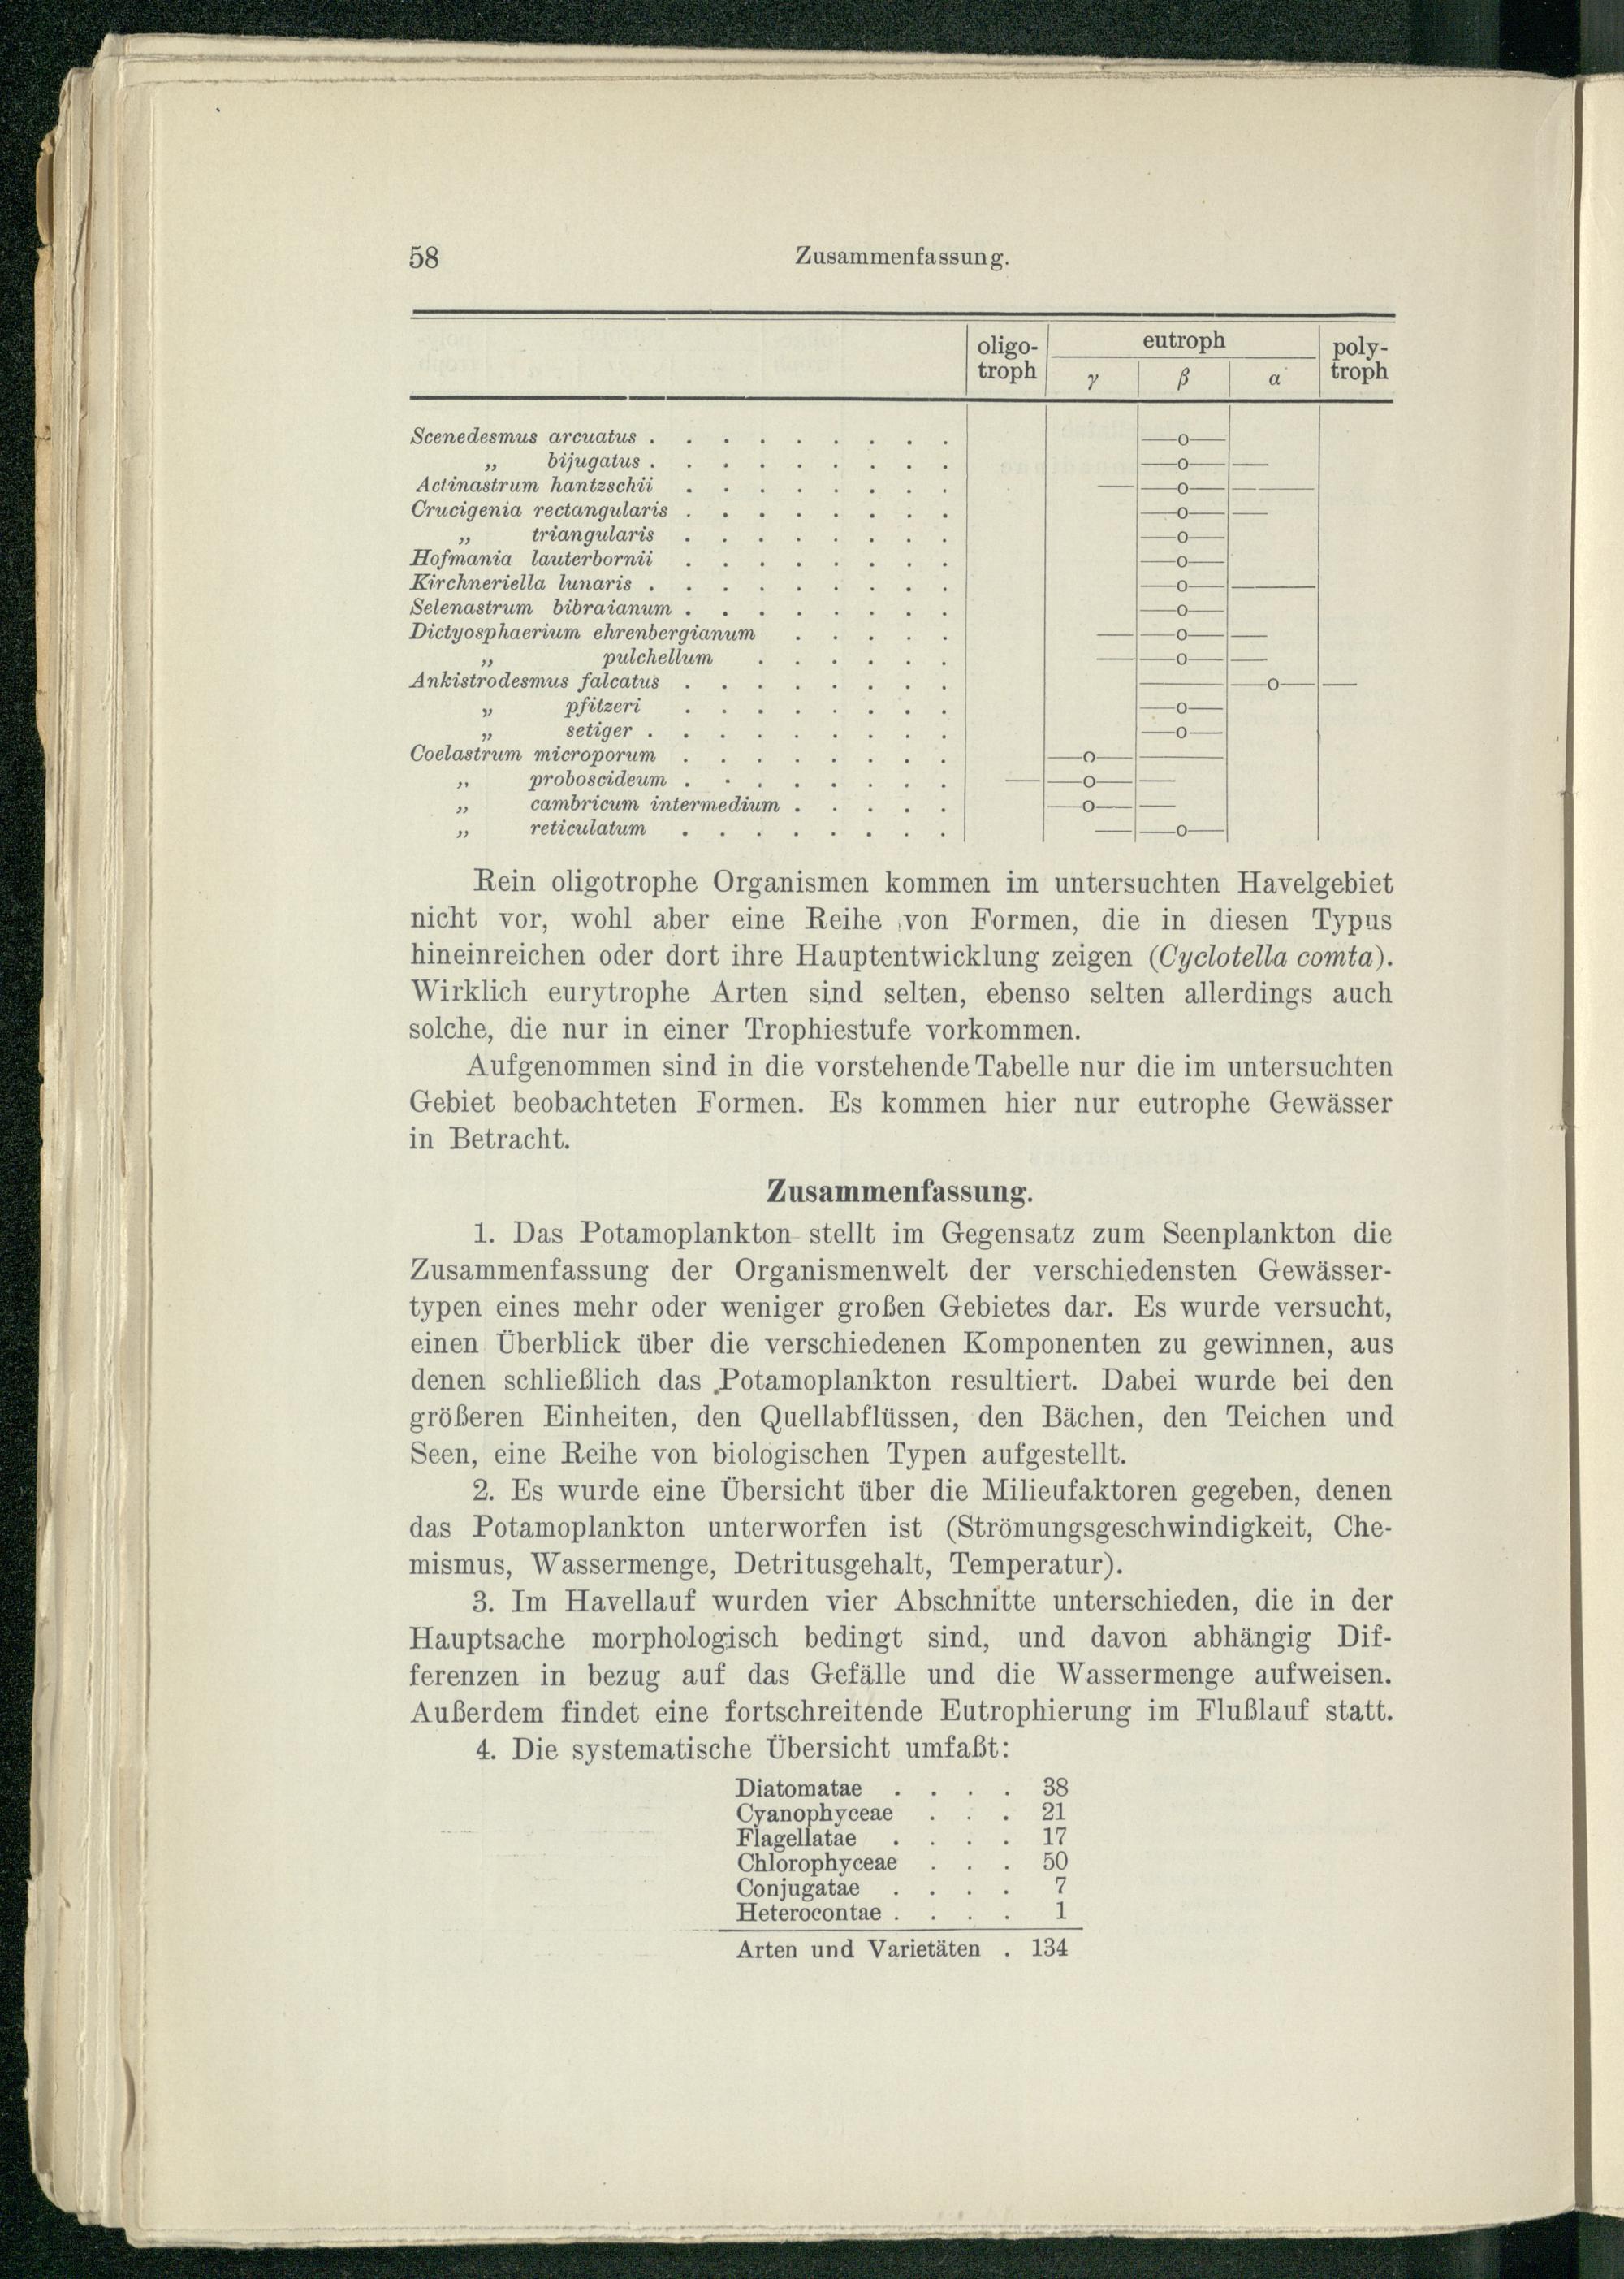 58 Zusammenfassung.
oligo- eutroph poly-
troph γ β α troph
Scenedesmus arcuatus . . . . . . . . . —o—
„ bijugatus . . . . . . . . . —o— —
Actinastrum hantzschii . . . . . . . . — —o— —
Crucigenia rectangularis . . . . . . . . —o— —
„ triangularis . . . . . . . . —o—
Hofmania lauterbornii . . . . . . . . —o—
Kirchneriella lunaris . . . . . . . . . —o— —
Selenastrum bibraianum . . . . . . . . —o—
Dictyosphaerium ehrenbergianum . . . . . — —o— —
„ pulchellum . . . . . . — —o— —
Ankistrodesmus falcatus . . . . . . . . — —o— —
„ pfitzeri . . . . . . . . —o—
„ setiger . . . . . . . . . —o—
Coelastrum microporum . . . . . . . . —o— —
„ proboscideum . . . . . . . . — —o— —
„ cambricum intermedium . . . . . —o— —
„ reticulatum . . . . . . . . — —o—
Rein oligotrophe Organismen kommen im untersuchten Havelgebiet
nicht vor, wohl aber eine Reihe von Formen, die in diesen Typus
hineinreichen oder dort ihre Hauptentwicklung zeigen (Cyclotella comta).
Wirklich eurytrophe Arten sind selten, ebenso selten allerdings auch
solche, die nur in einer Trophiestufe vorkommen.
Aufgenommen sind in die vorstehende Tabelle nur die im untersuchten
Gebiet beobachteten Formen. Es kommen hier nur eutrophe Gewässer
in Betracht.
Zusammenfassung.
1. Das Potamoplankton stellt im Gegensatz zum Seenplankton die
Zusammenfassung der Organismenwelt der verschiedensten Gewässer-
typen eines mehr oder weniger großen Gebietes dar. Es wurde versucht,
einen Überblick über die verschiedenen Komponenten zu gewinnen, aus
denen schließlich das Potamoplankton resultiert. Dabei wurde bei den
größeren Einheiten, den Quellabflüssen, den Bächen, den Teichen und
Seen, eine Reihe von biologischen Typen aufgestellt.
2. Es wurde eine Übersicht über die Milieufaktoren gegeben, denen
das Potamoplankton unterworfen ist (Strömungsgeschwindigkeit, Che-
mismus, Wassermenge, Detritusgehalt, Temperatur).
3. Im Havellauf wurden vier Abschnitte unterschieden, die in der
Hauptsache morphologisch bedingt sind, und davon abhängig Dif-
ferenzen in bezug auf das Gefälle und die Wassermenge aufweisen.
Außerdem findet eine fortschreitende Eutrophierung im Flußlauf statt.
4. Die systematische Übersicht umfaßt:
Diatomatae . . . . 38
Cyanophyceae . . . 21
Flagellatae . . . . 17
Chlorophyceae . . . 50
Conjugatae . . . . 7
Heterocontae . . . . 1
Arten und Varietäten . 134